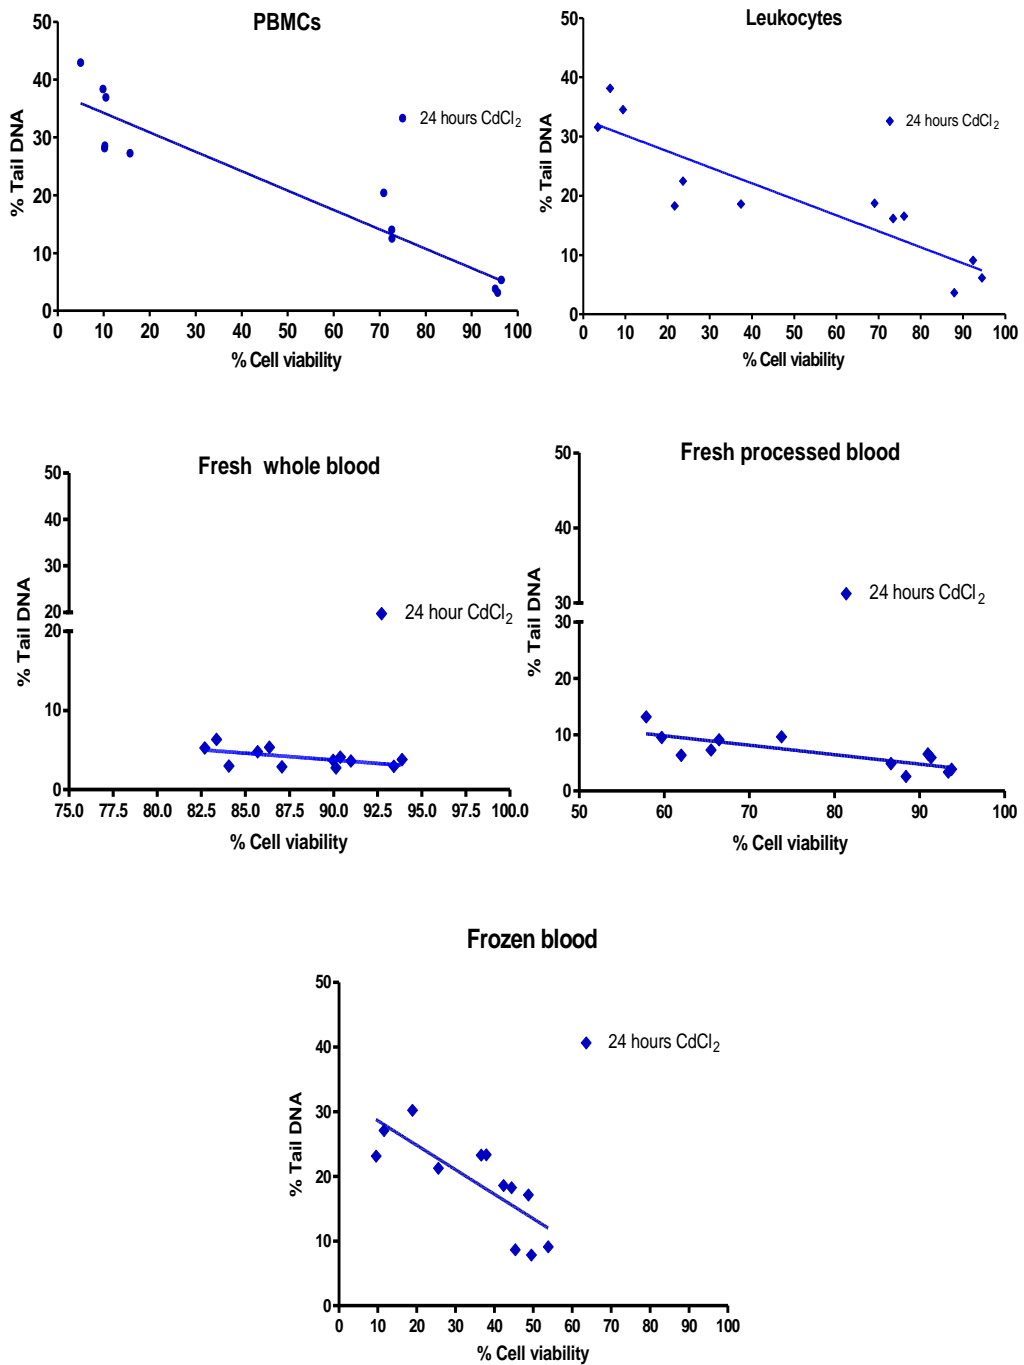 PBMCs
50
40
30
20
10
0
% Tail DNA
24 hours CdCl₂
0 10 20 30 40 50 60 70 80 90 100
% Cell viability
Leukocytes
50
40
30
20
10
0
% Tail DNA
24 hours CdCl₂
0 10 20 30 40 50 60 70 80 90 100
% Cell viability
Fresh whole blood
50
40
30
20
20
10
0
% Tail DNA
24 hour CdCl₂
75.0 77.5 80.0 82.5 85.0 87.5 90.0 92.5 95.0 97.5 100.0
% Cell viability
Fresh processed blood
50
40
30
30
20
10
0
% Tail DNA
24 hours CdCl₂
50 60 70 80 90 100
% Cell viability
Frozen blood
50
40
30
20
10
0
% Tail DNA
24 hours CdCl₂
0 10 20 30 40 50 60 70 80 90 100
% Cell viability